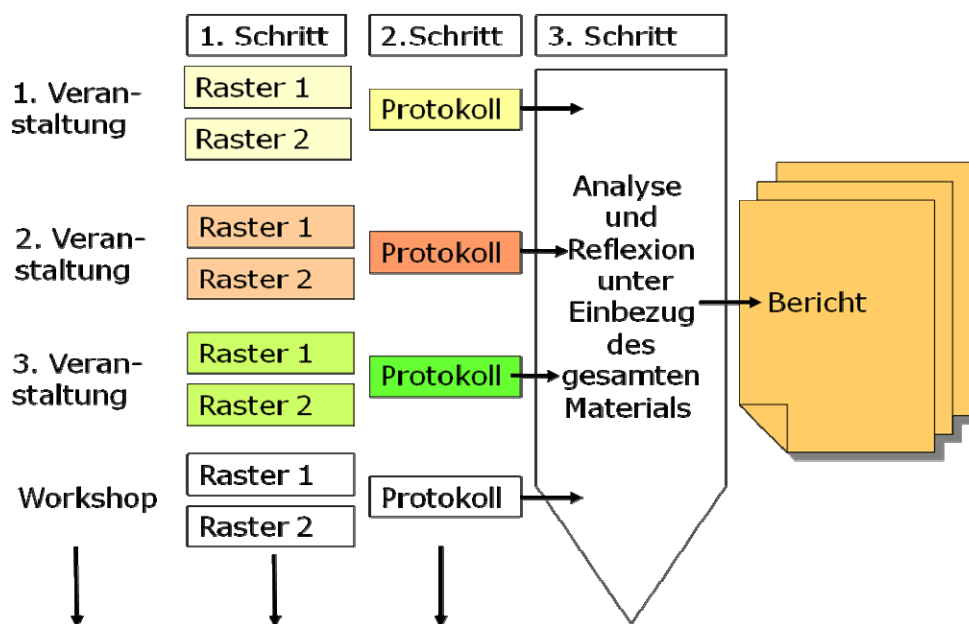 1. Schritt
2.Schritt
3. Schritt
1. Veran-
staltung
Raster 1
Raster 2
Protokoll
2. Veran-
staltung
Raster 1
Raster 2
Protokoll
3. Veran-
staltung
Raster 1
Raster 2
Protokoll
Workshop
Raster 1
Raster 2
Protokoll
Analyse
und
Reflexion
unter
Einbezug
des
gesamten
Materials
Bericht